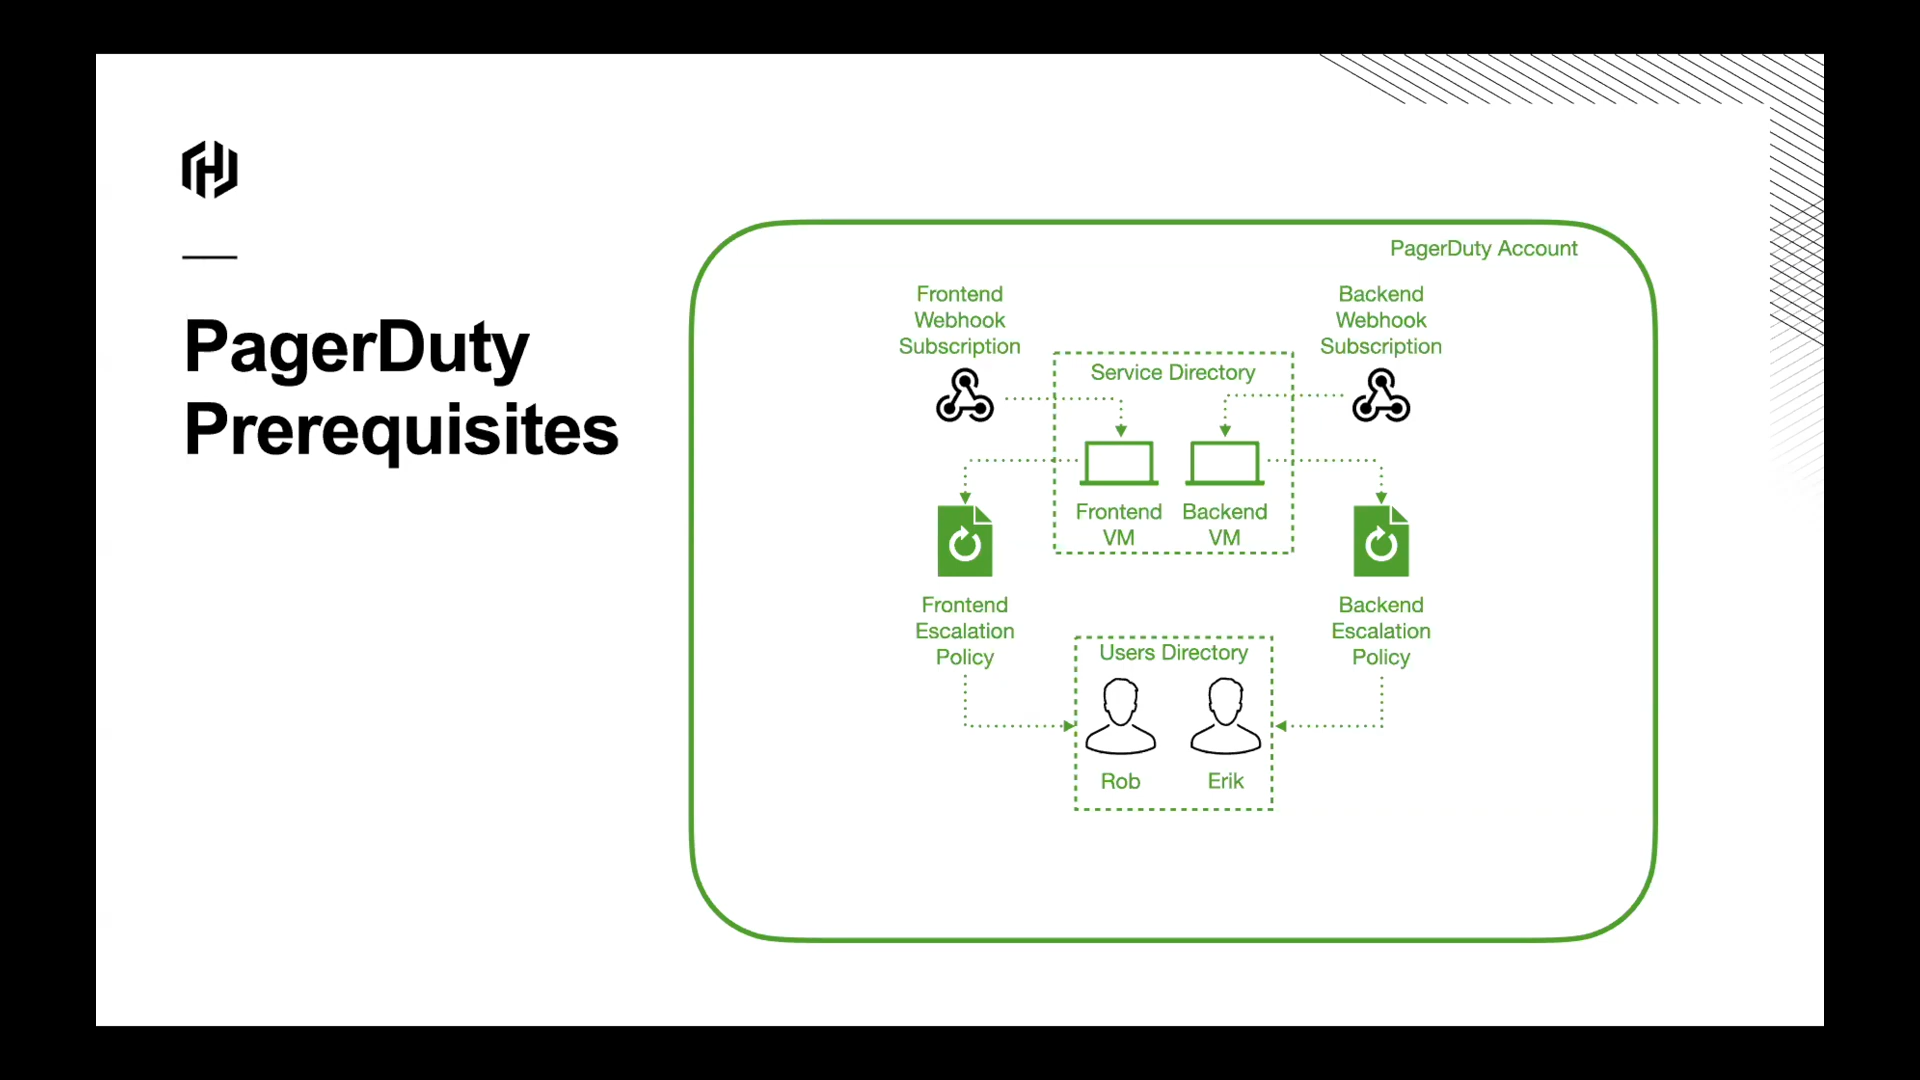 PagerDuty
Prerequisites
PagerDuty Account
Frontend
Webhook
Subscription
Backend
Webhook
Subscription
Service Directory
Frontend
VM
Backend
VM
Frontend
Escalation
Policy
Backend
Escalation
Policy
Users Directory
Rob
Erik